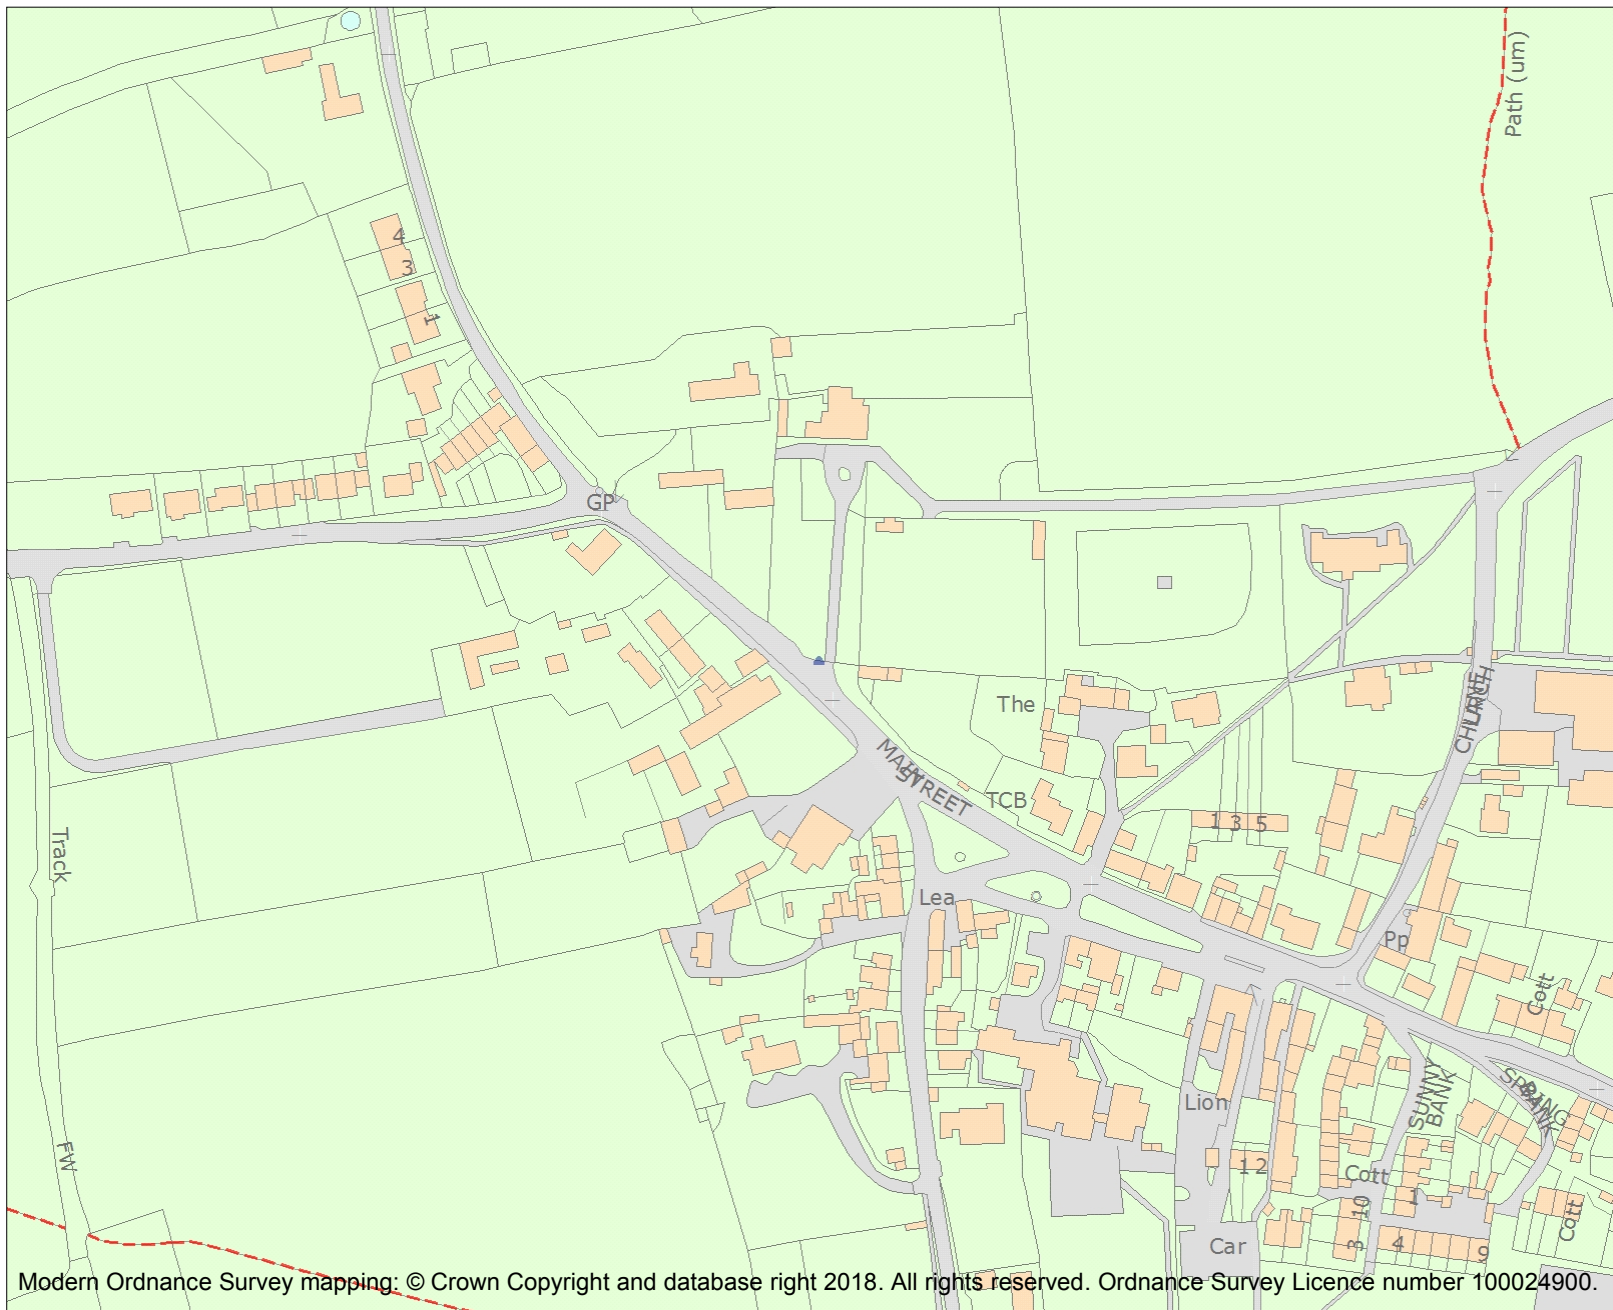 Path (um)
4
3
1
GP
The
CHURCH
LANE
MAIN
STREET
TCB
1 3 5
Track
Lea
Pp
Cott
SUNNY
BANK
SPRING
BANK
Lion
FW
1 2
Cott
10
1
3
4
9
Cott
Car
Modern Ordnance Survey mapping: © Crown Copyright and database right 2018. All rights reserved. Ordnance Survey Licence number 100024900.